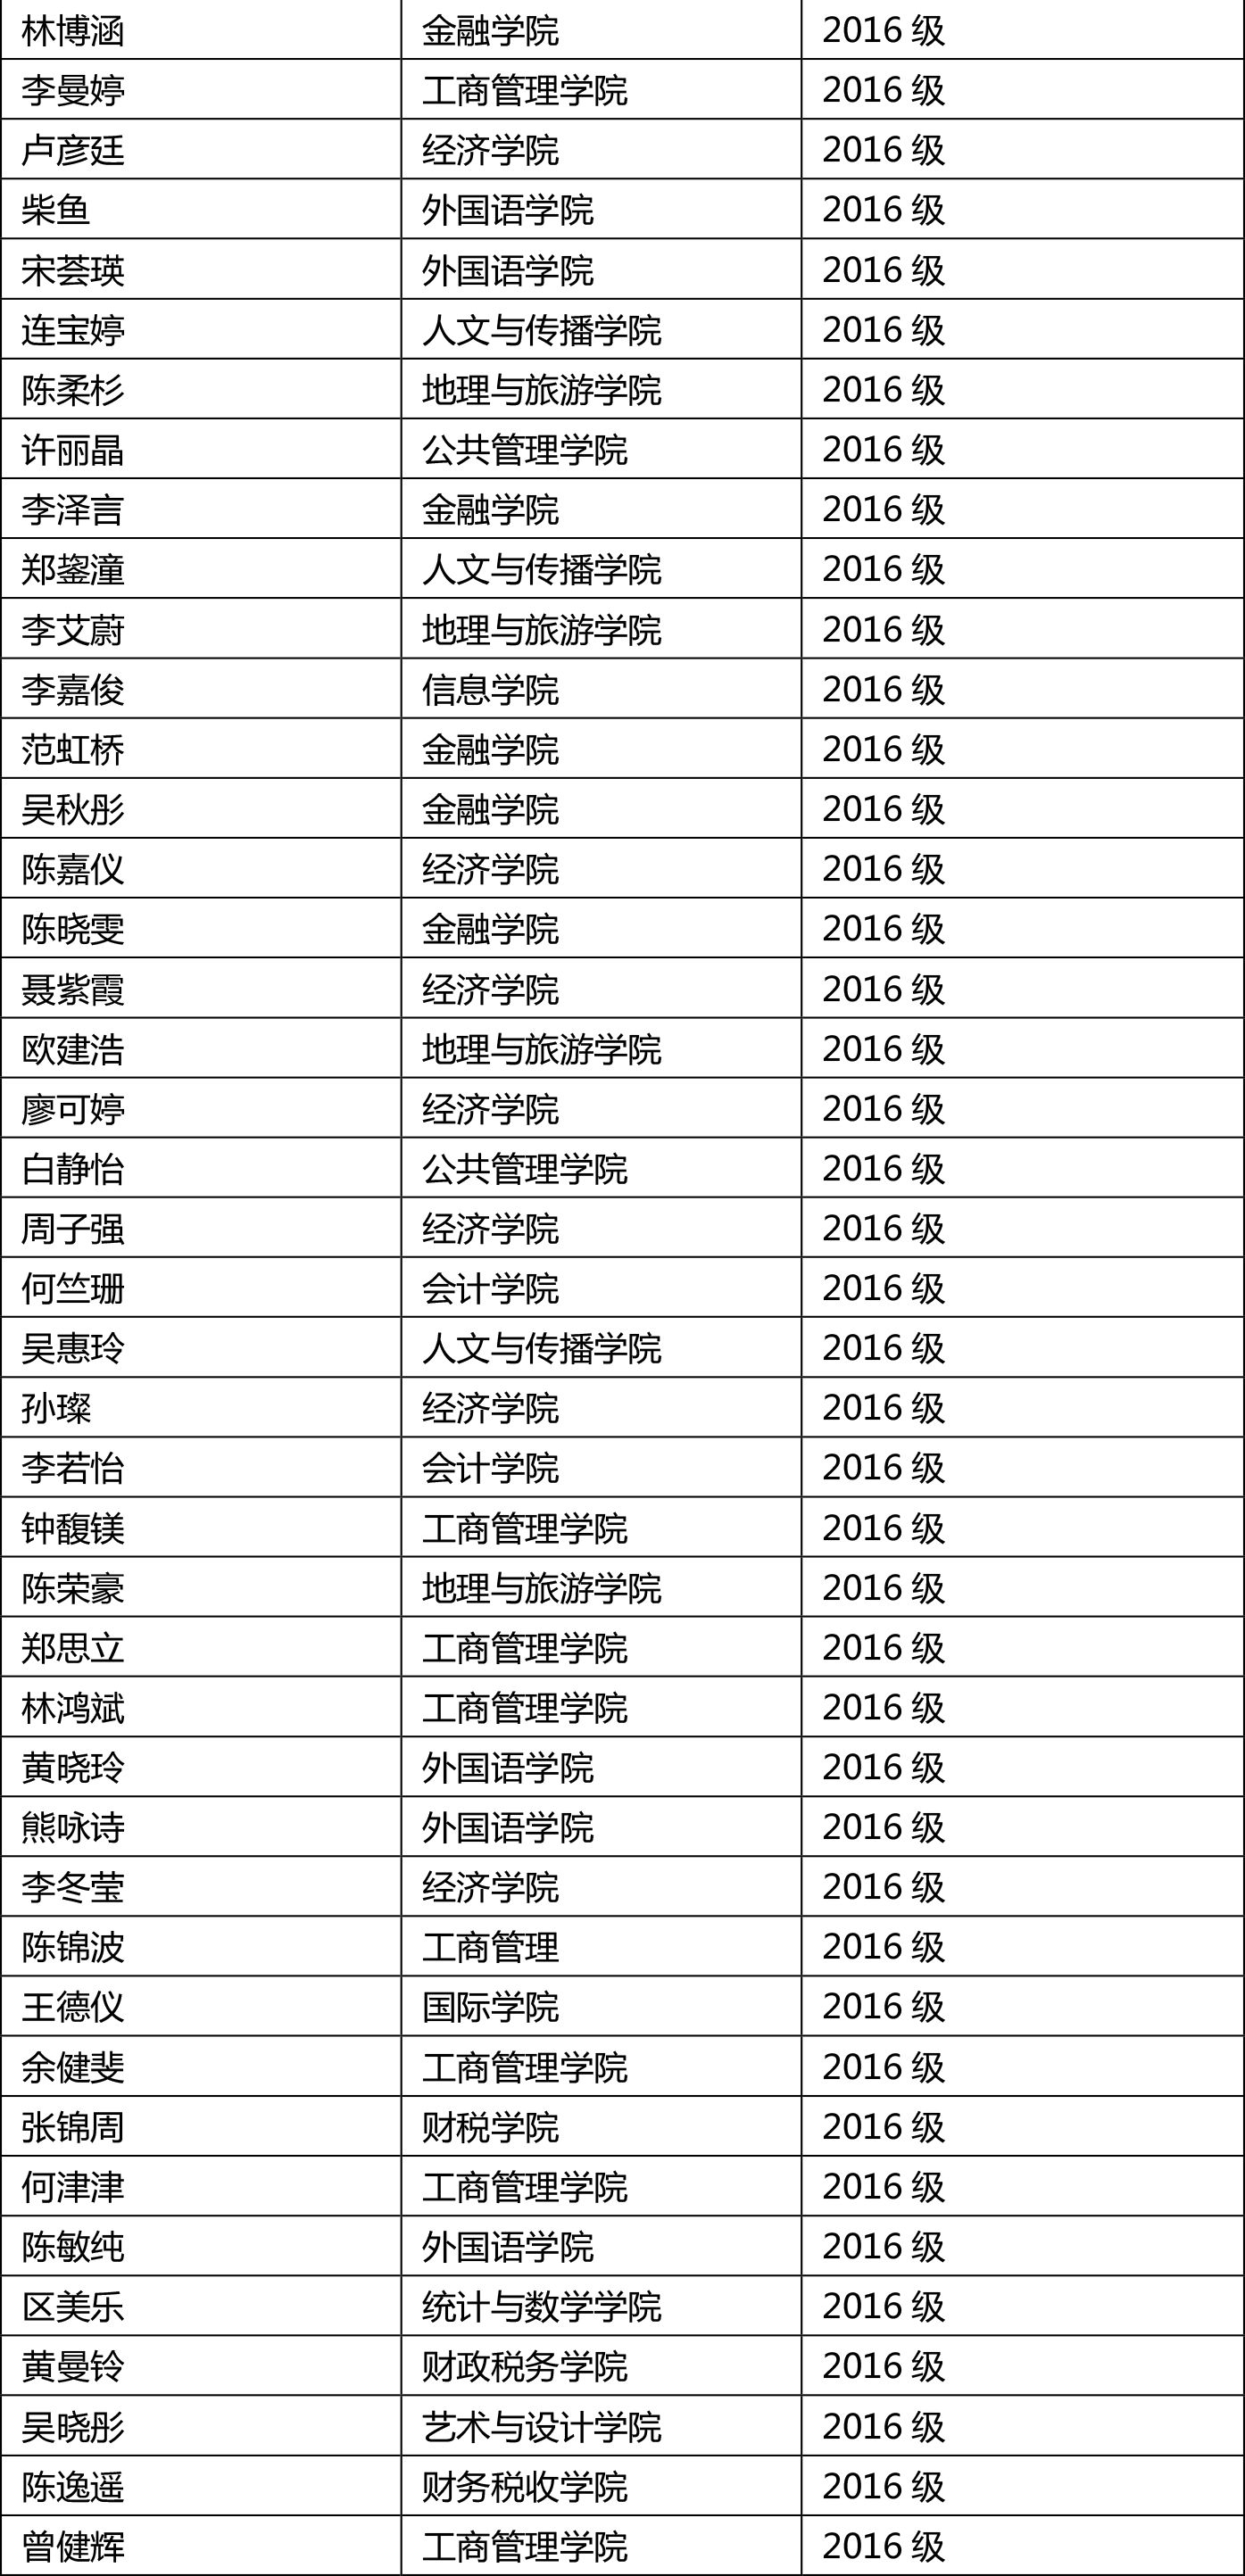 林博涵 金融学院 2016 级
李曼婷 工商管理学院 2016 级
卢彦廷 经济学院 2016 级
柴鱼 外国语学院 2016 级
宋荟瑛 外国语学院 2016 级
连宝婷 人文与传播学院 2016 级
陈柔杉 地理与旅游学院 2016 级
许丽晶 公共管理学院 2016 级
李泽言 金融学院 2016 级
郑鋆潼 人文与传播学院 2016 级
李艾蔚 地理与旅游学院 2016 级
李嘉俊 信息学院 2016 级
范虹桥 金融学院 2016 级
吴秋彤 金融学院 2016 级
陈嘉仪 经济学院 2016 级
陈晓雯 金融学院 2016 级
聂紫霞 经济学院 2016 级
欧建浩 地理与旅游学院 2016 级
廖可婷 经济学院 2016 级
白静怡 公共管理学院 2016 级
周子强 经济学院 2016 级
何竺珊 会计学院 2016 级
吴惠玲 人文与传播学院 2016 级
孙璨 经济学院 2016 级
李若怡 会计学院 2016 级
钟馥镁 工商管理学院 2016 级
陈荣豪 地理与旅游学院 2016 级
郑思立 工商管理学院 2016 级
林鸿斌 工商管理学院 2016 级
黄晓玲 外国语学院 2016 级
熊咏诗 外国语学院 2016 级
李冬莹 经济学院 2016 级
陈锦波 工商管理 2016 级
王德仪 国际学院 2016 级
余健斐 工商管理学院 2016 级
张锦周 财税学院 2016 级
何津津 工商管理学院 2016 级
陈敏纯 外国语学院 2016 级
区美乐 统计与数学学院 2016 级
黄曼铃 财政税务学院 2016 级
吴晓彤 艺术与设计学院 2016 级
陈逸遥 财务税收学院 2016 级
曾健辉 工商管理学院 2016 级